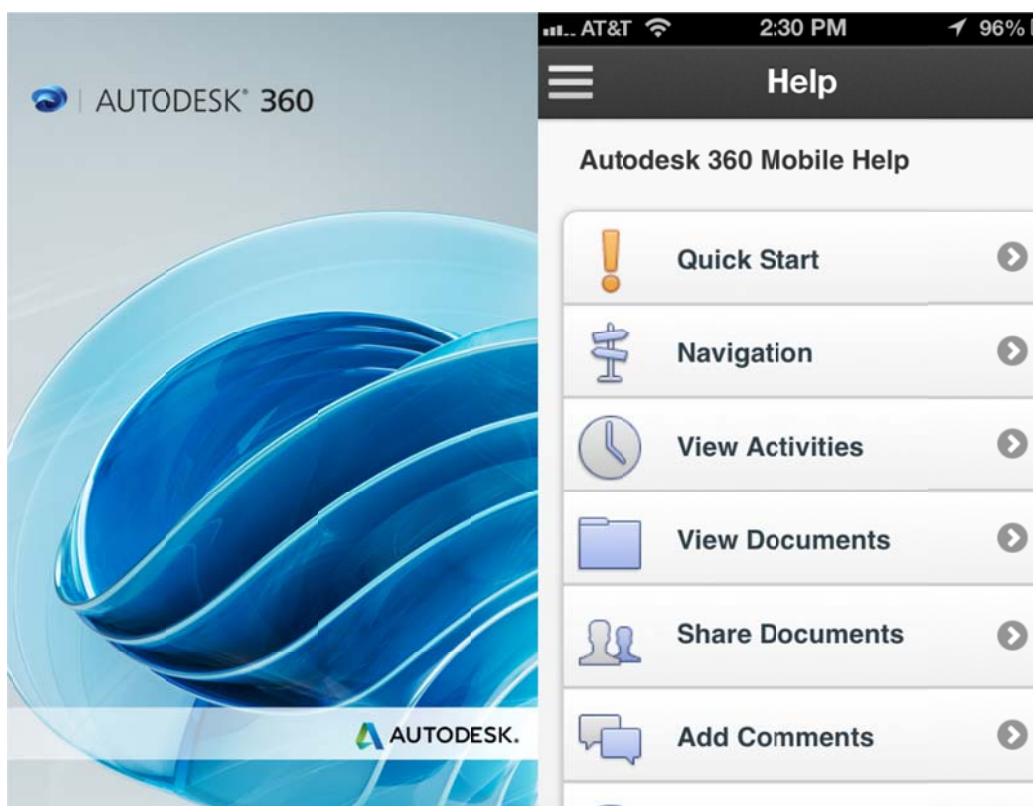 AUTODESK® 360
AUTODESK.
AT&T 2:30 PM 96%
Help
Autodesk 360 Mobile Help
Quick Start
Navigation
View Activities
View Documents
Share Documents
Add Comments